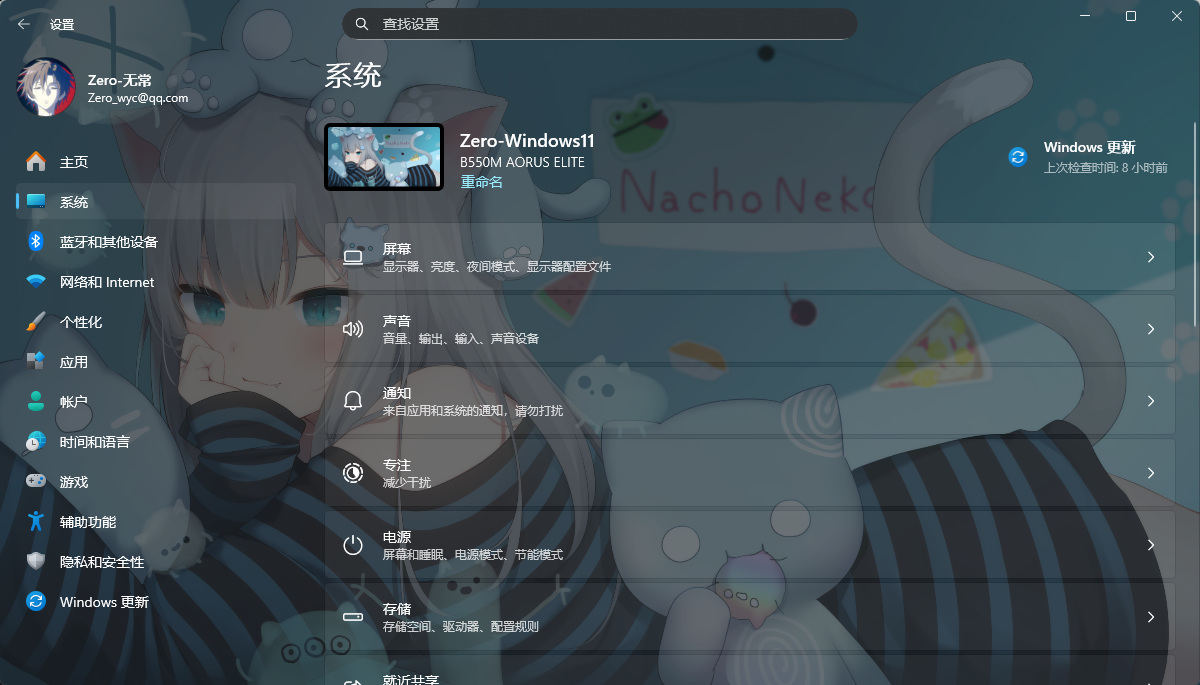 设置
查找设置
Zero-无常
Zero_wyc@qq.com
主页
系统
蓝牙和其他设备
网络和 Internet
个性化
应用
帐户
时间和语言
游戏
辅助功能
隐私和安全性
Windows 更新
系统
Zero-Windows11
B550M AORUS ELITE
重命名
Windows 更新
上次检查时间: 8 小时前
Nacho Neko
屏幕
显示器、亮度、夜间模式、显示器配置文件
声音
音量、输出、输入、声音设备
通知
来自应用和系统的通知，请勿打扰
专注
减少干扰
电源
屏幕和睡眠、电源模式、节能模式
存储
存储空间、驱动器、配置规则
就近共享